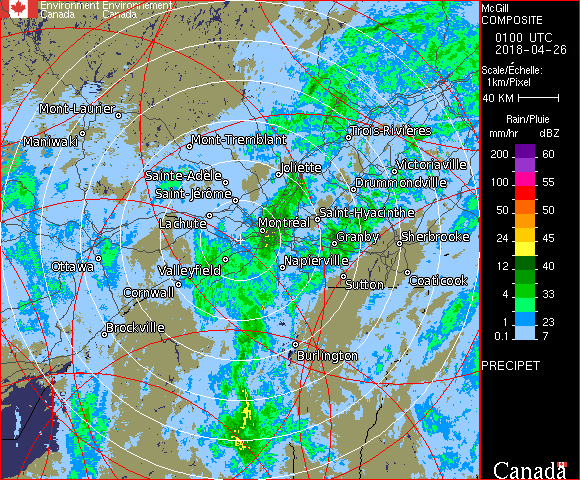 Environment Environnement
Canada Canada
McGill
COMPOSITE
0100 UTC
2018-04-26
Scale/Échelle:
1km/Pixel
40 KM
Rain/Pluie
mm/hr dBZ
200 60
100 55
50 50
24 45
12 40
4 33
1 23
0.1 7
PRECIPET
Canada
Mont-Laurier
Maniwaki
Mont-Tremblant
Trois-Rivières
Joliette
Victoriaville
Sainte-Adèle
Drummondville
Saint-Jérôme
Saint-Hyacinthe
Lachute
Montréal
Granby
Sherbrooke
Ottawa
Valleyfield
Napierville
Sutton
Coaticook
Cornwall
Brockville
Burlington